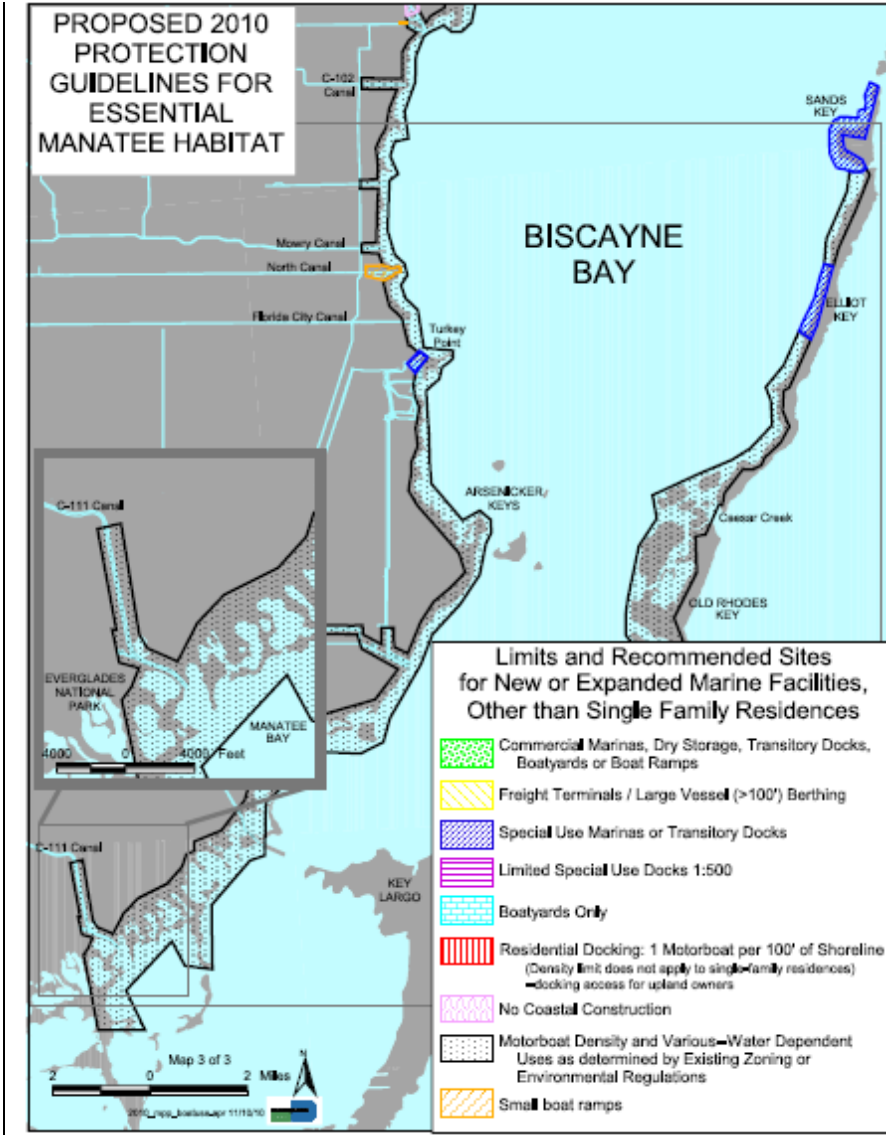 PROPOSED 2010
PROTECTION
GUIDELINES FOR
ESSENTIAL
MANATEE HABITAT
C-102
Canal
SANDS
KEY
BISCAYNE
BAY
Mowry Canal
North Canal
ELLIOT
KEY
Florida City Canal
Turkey
Point
ARSENICKER
KEYS
Caesar Creek
OLD RHODES
KEY
C-111 Canal
EVERGLADES
NATIONAL
PARK
MANATEE
BAY
4000 0 4000 Feet
C-111 Canal
KEY
LARGO
Map 3 of 3
N
2 0 2 Miles
2010_mpp_boatuse.apr 11/10/10
Limits and Recommended Sites
for New or Expanded Marine Facilities,
Other than Single Family Residences
Commercial Marinas, Dry Storage, Transitory Docks,
Boatyards or Boat Ramps
Freight Terminals / Large Vessel (>100') Berthing
Special Use Marinas or Transitory Docks
Limited Special Use Docks 1:500
Boatyards Only
Residential Docking: 1 Motorboat per 100' of Shoreline
(Density limit does not apply to single-family residences)
-docking access for upland owners
No Coastal Construction
Motorboat Density and Various-Water Dependent
Uses as determined by Existing Zoning or
Environmental Regulations
Small boat ramps